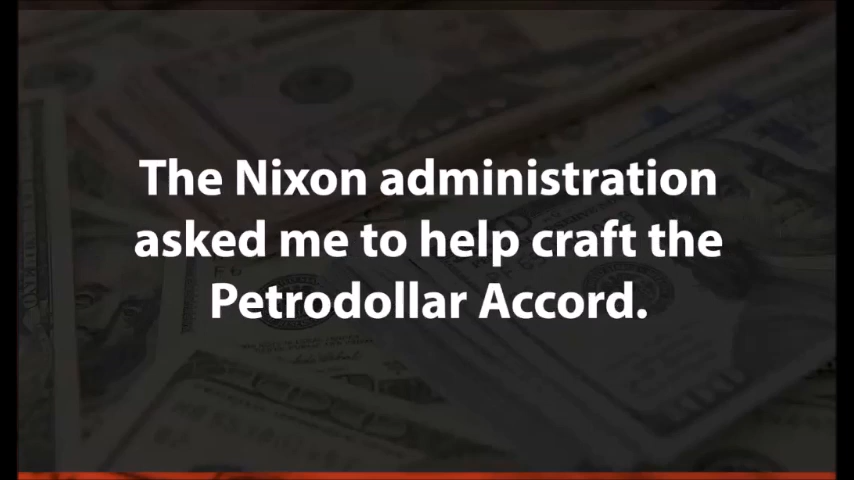 The Nixon administration
asked me to help craft the
Petrodollar Accord.